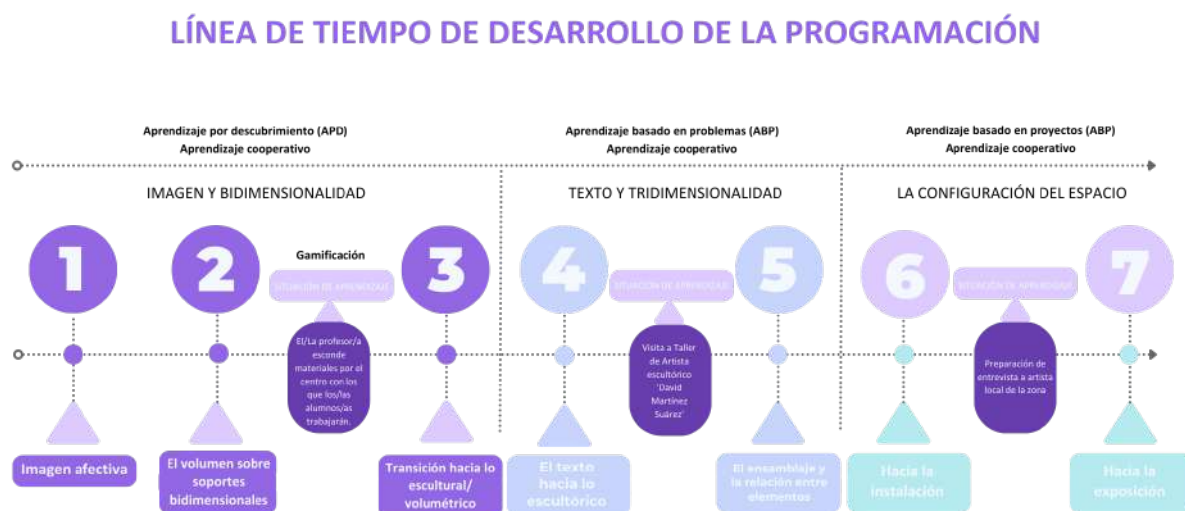 LÍNEA DE TIEMPO DE DESARROLLO DE LA PROGRAMACIÓN
Aprendizaje por descubrimiento (APD)
Aprendizaje cooperativo
Aprendizaje basado en problemas (ABP)
Aprendizaje cooperativo
Aprendizaje basado en proyectos (ABP)
Aprendizaje cooperativo
IMAGEN Y BIDIMENSIONALIDAD
TEXTO Y TRIDIMENSIONALIDAD
LA CONFIGURACIÓN DEL ESPACIO
1
2
Gamificación
SITUACIÓN DE APRENDIZAJE
3
4
SITUACIÓN DE APRENDIZAJE
5
6
SITUACIÓN DE APRENDIZAJE
7
El/La profesor/a
esconde
materiales por el
centro con los
que los/las
alumnos/as
trabajarán.
Visita a Taller
de Artista
escultórico
'David
Martínez
Suárez'
Preparación de
entrevista a artista
local de la zona
Imagen afectiva
El volumen sobre
soportes
bidimensionales
Transición hacia lo
escultural/
volumétrico
El texto
hacia lo
escultórico
El ensamblaje y
la relación entre
elementos
Hacia la
instalación
Hacia la
exposición